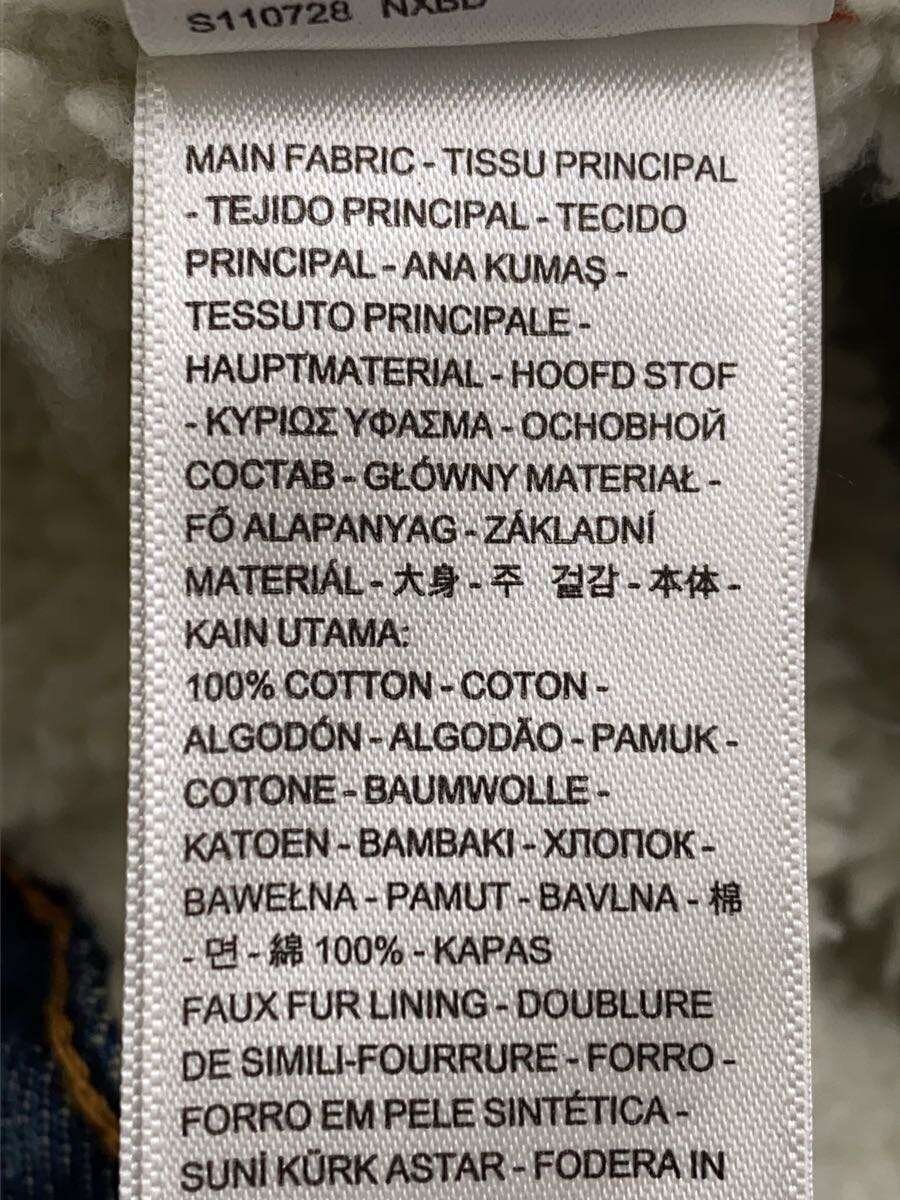 S110728 NXBD
MAIN FABRIC - TISSU PRINCIPAL
- TEJIDO PRINCIPAL - TECIDO
PRINCIPAL - ANA KUMAŞ -
TESSUTO PRINCIPALE -
HAUPTMATERIAL - HOOFD STOF
- ΚΥΡΙΩΣ ΥΦΑΣΜΑ - ОСНОВНОЙ
СОСТАВ - GŁÓWNY MATERIAŁ -
FŐ ALAPANYAG - ZÁKLADNÍ
MATERIÁL - 大身 - 주 겉감 - 本体 -
KAIN UTAMA:
100% COTTON - COTON -
ALGODÓN - ALGODÃO - PAMUK -
COTONE - BAUMWOLLE -
KATOEN - ΒΑΜΒΑΚΙ - ХЛОПОК -
BAWEŁNA - PAMUT - BAVLNA - 棉
- 면 - 綿 100% - KAPAS
FAUX FUR LINING - DOUBLURE
DE SIMILI-FOURRURE - FORRO -
FORRO EM PELE SINTÉTICA -
SUNİ KÜRK ASTAR - FODERA IN